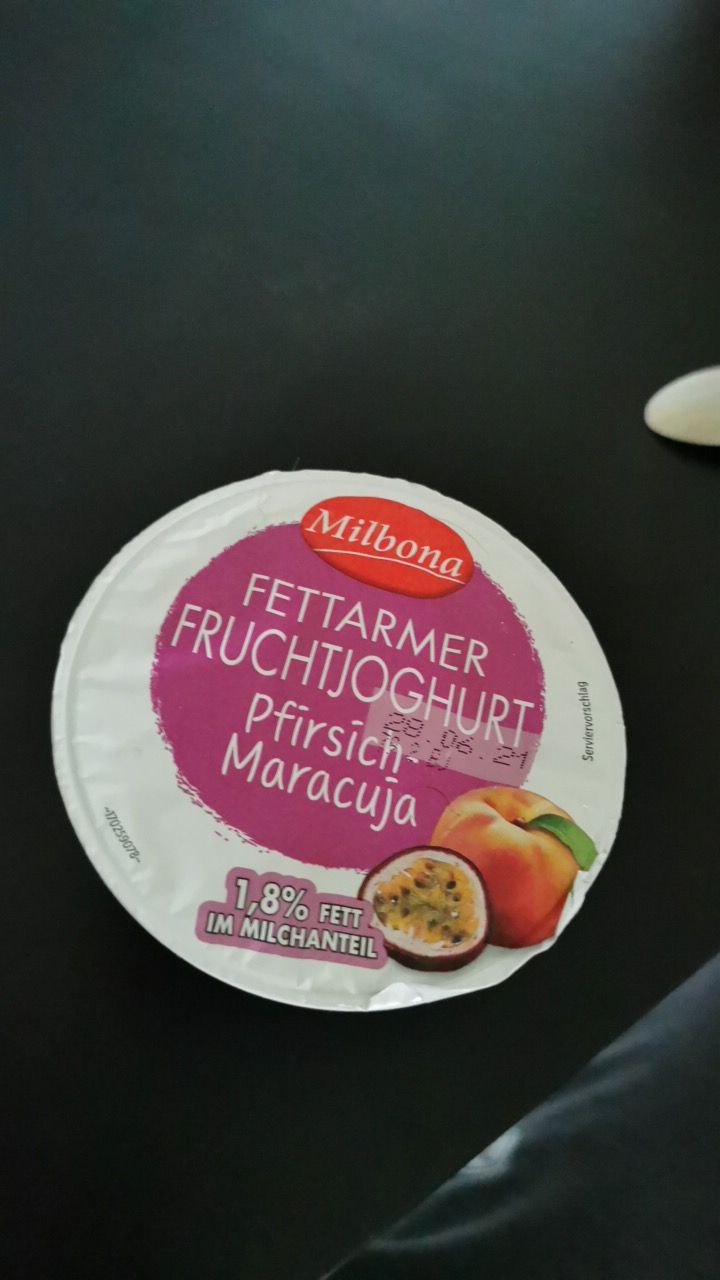 Milbona
FETTARMER
FRUCHTJOGHURT
Pfirsich-
Maracuja
Serviervorschlag
1,8% FETT
IM MILCHANTEIL